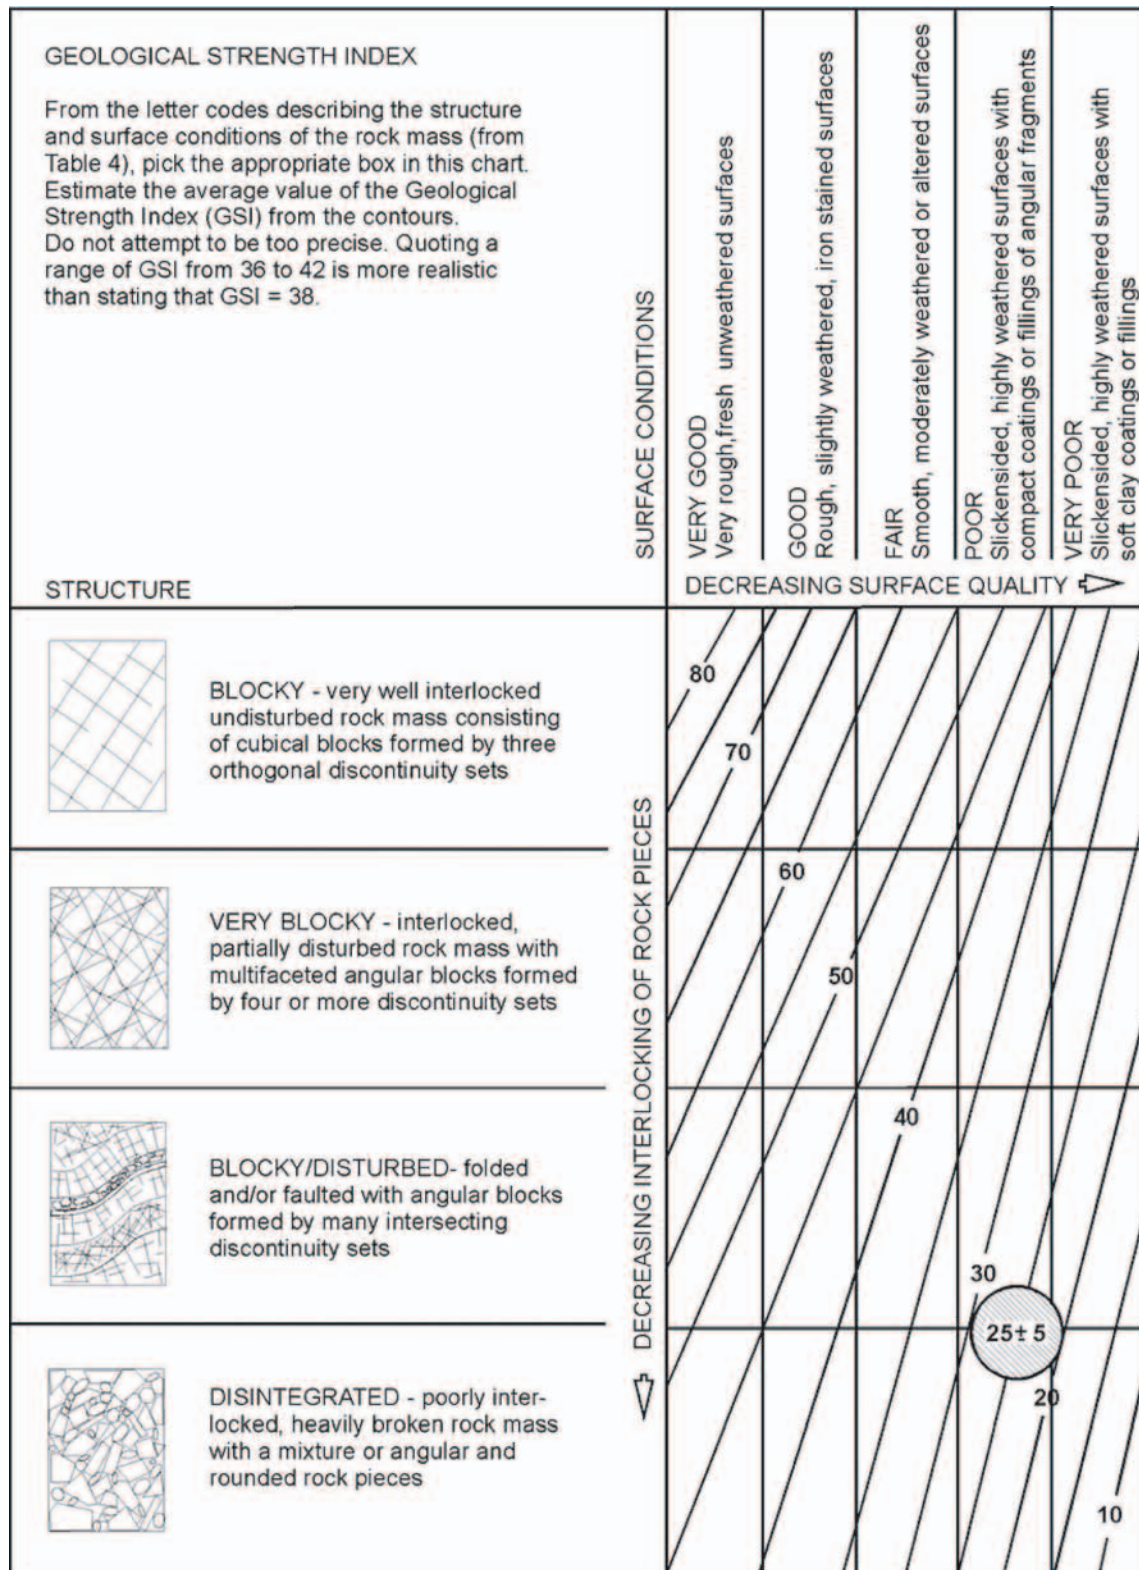 GEOLOGICAL STRENGTH INDEX
From the letter codes describing the structure
and surface conditions of the rock mass (from
Table 4), pick the appropriate box in this chart.
Estimate the average value of the Geological
Strength Index (GSI) from the contours.
Do not attempt to be too precise. Quoting a
range of GSI from 36 to 42 is more realistic
than stating that GSI = 38.
STRUCTURE
SURFACE CONDITIONS
VERY GOOD
Very rough,fresh unweathered surfaces
GOOD
Rough, slightly weathered, iron stained surfaces
FAIR
Smooth, moderately weathered or altered surfaces
POOR
Slickensided, highly weathered surfaces with
compact coatings or fillings of angular fragments
VERY POOR
Slickensided, highly weathered surfaces with
soft clay coatings or fillings
DECREASING SURFACE QUALITY
BLOCKY - very well interlocked
undisturbed rock mass consisting
of cubical blocks formed by three
orthogonal discontinuity sets
VERY BLOCKY - interlocked,
partially disturbed rock mass with
multifaceted angular blocks formed
by four or more discontinuity sets
BLOCKY/DISTURBED- folded
and/or faulted with angular blocks
formed by many intersecting
discontinuity sets
DISINTEGRATED - poorly inter-
locked, heavily broken rock mass
with a mixture or angular and
rounded rock pieces
DECREASING INTERLOCKING OF ROCK PIECES
80
70
60
50
40
30
25± 5
20
10